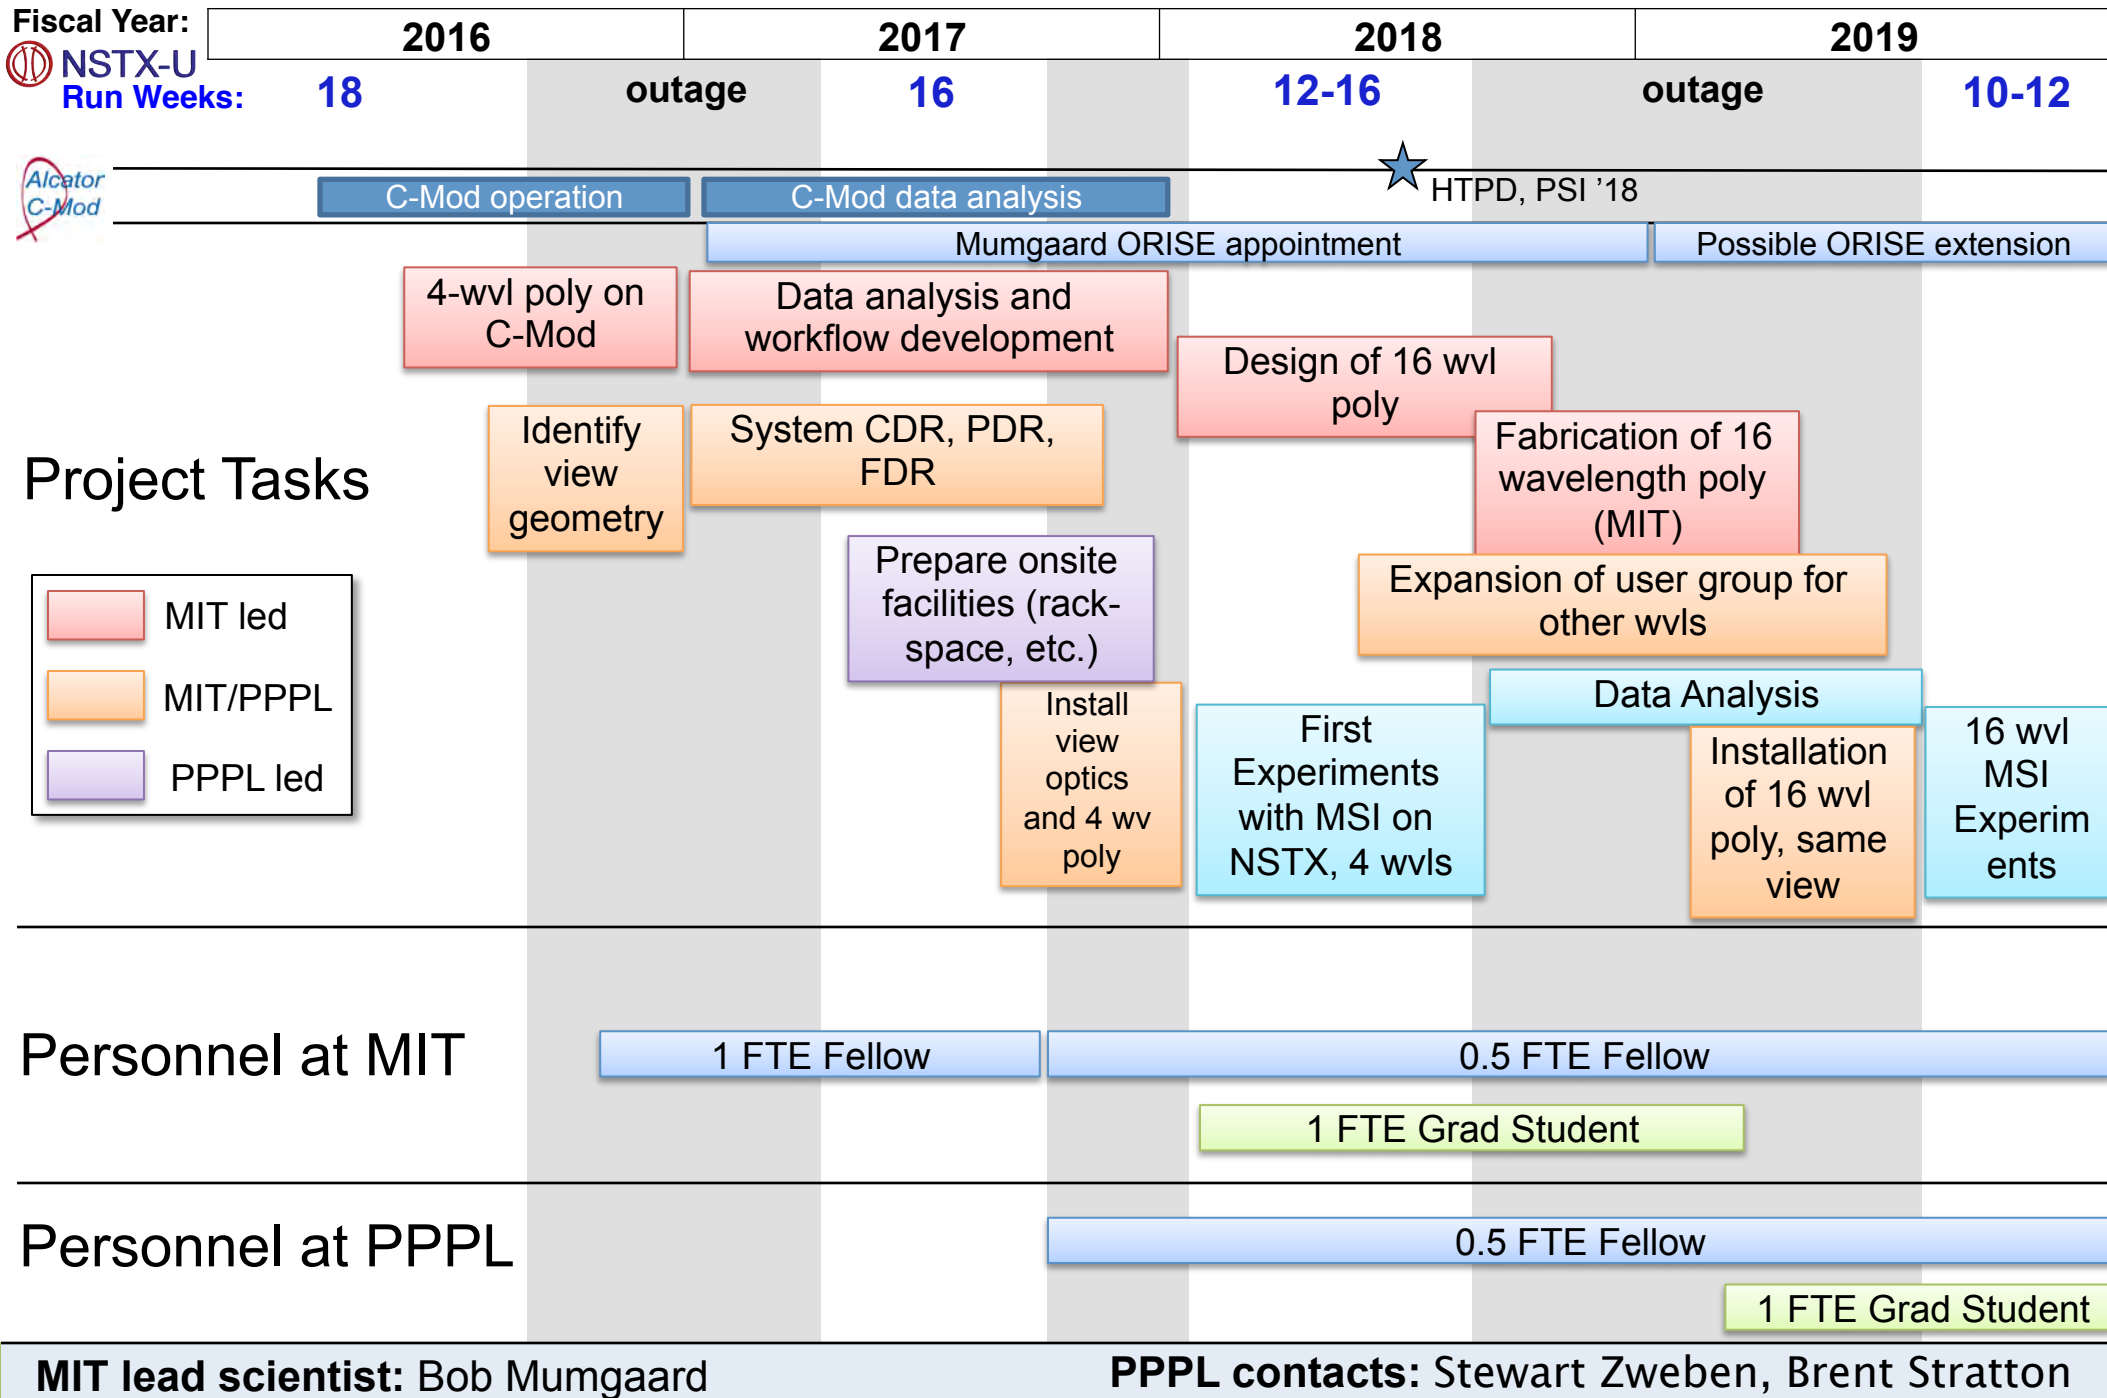 Fiscal Year:
2016
2017
2018
2019
NSTX-U
Run Weeks:
18
outage
16
12-16
outage
10-12
Alcator
C-Mod
C-Mod operation
C-Mod data analysis
HTPD, PSI ’18
Mumgaard ORISE appointment
Possible ORISE extension
4-wvl poly on
C-Mod
Data analysis and
workflow development
Design of 16 wvl
poly
Project Tasks
Identify
view
geometry
System CDR, PDR,
FDR
Fabrication of 16
wavelength poly
(MIT)
Prepare onsite
facilities (rack-
space, etc.)
Expansion of user group for
other wvls
MIT led
MIT/PPPL
PPPL led
Install
view
optics
and 4 wv
poly
First
Experiments
with MSI on
NSTX, 4 wvls
Data Analysis
Installation
of 16 wvl
poly, same
view
16 wvl
MSI
Experim
ents
Personnel at MIT
1 FTE Fellow
0.5 FTE Fellow
1 FTE Grad Student
Personnel at PPPL
0.5 FTE Fellow
1 FTE Grad Student
MIT lead scientist: Bob Mumgaard
PPPL contacts: Stewart Zweben, Brent Stratton